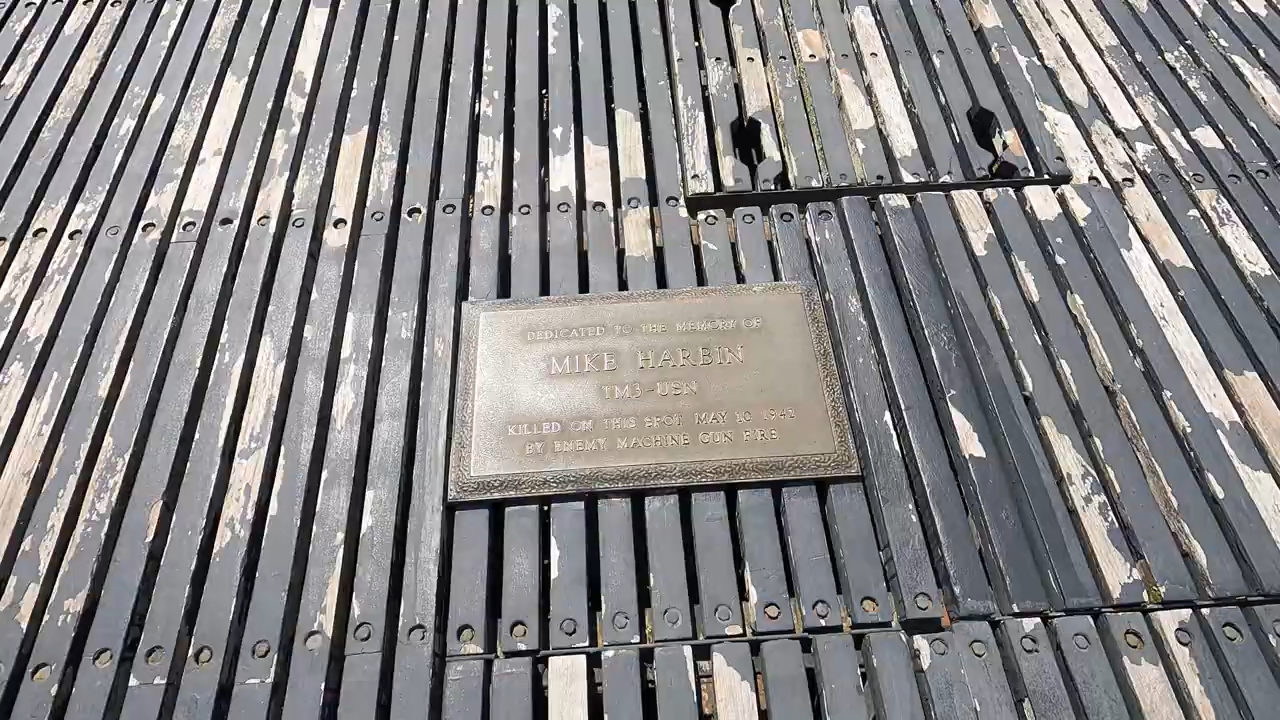 DEDICATED TO THE MEMORY OF
MIKE HARBIN
TM3-USN
KILLED ON THIS SPOT MAY 10 1942
BY ENEMY MACHINE GUN FIRE